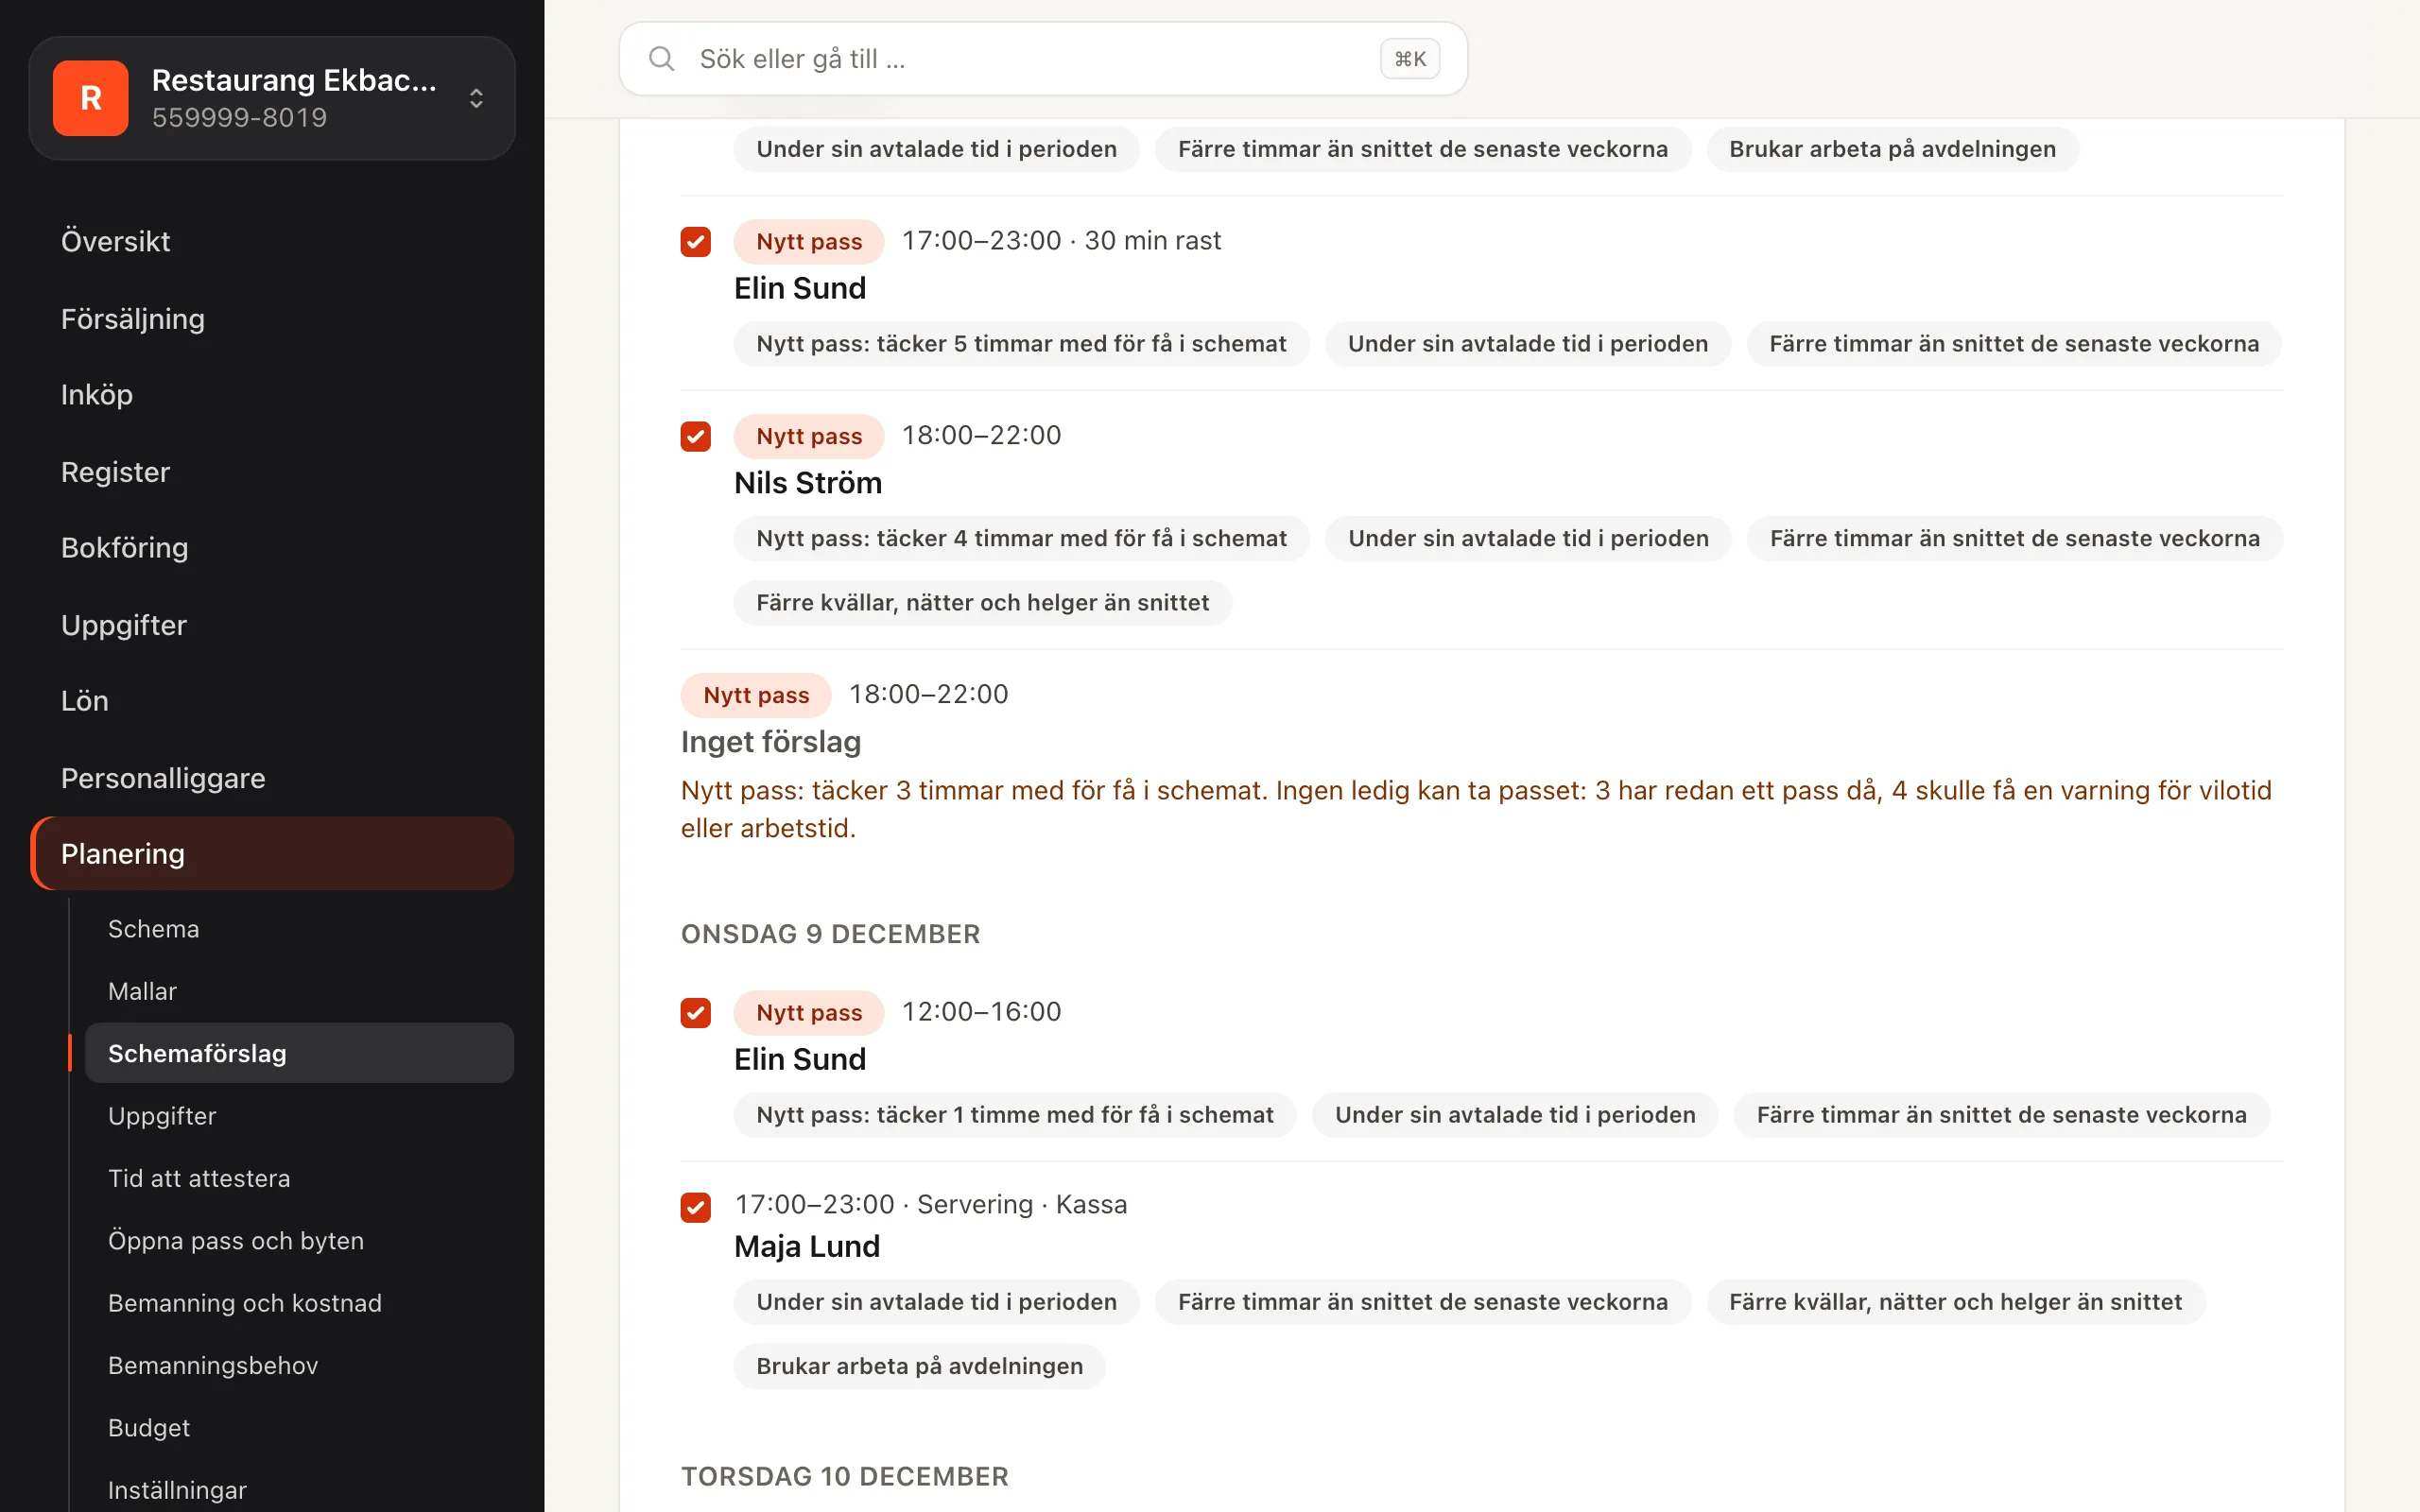 R
Restaurang Ekbac...
559999-8019
Översikt
Försäljning
Inköp
Register
Bokföring
Uppgifter
Lön
Personalliggare
Planering
Schema
Mallar
Schemaförslag
Uppgifter
Tid att attestera
Öppna pass och byten
Bemanning och kostnad
Bemanningsbehov
Budget
Inställningar
Sök eller gå till ...
⌘K
Under sin avtalade tid i perioden
Färre timmar än snittet de senaste veckorna
Brukar arbeta på avdelningen
Nytt pass
17:00–23:00 · 30 min rast
Elin Sund
Nytt pass: täcker 5 timmar med för få i schemat
Under sin avtalade tid i perioden
Färre timmar än snittet de senaste veckorna
Nytt pass
18:00–22:00
Nils Ström
Nytt pass: täcker 4 timmar med för få i schemat
Under sin avtalade tid i perioden
Färre timmar än snittet de senaste veckorna
Färre kvällar, nätter och helger än snittet
Nytt pass
18:00–22:00
Inget förslag
Nytt pass: täcker 3 timmar med för få i schemat. Ingen ledig kan ta passet: 3 har redan ett pass då, 4 skulle få en varning för vilotid
eller arbetstid.
ONSDAG 9 DECEMBER
Nytt pass
12:00–16:00
Elin Sund
Nytt pass: täcker 1 timme med för få i schemat
Under sin avtalade tid i perioden
Färre timmar än snittet de senaste veckorna
17:00–23:00 · Servering · Kassa
Maja Lund
Under sin avtalade tid i perioden
Färre timmar än snittet de senaste veckorna
Färre kvällar, nätter och helger än snittet
Brukar arbeta på avdelningen
TORSDAG 10 DECEMBER